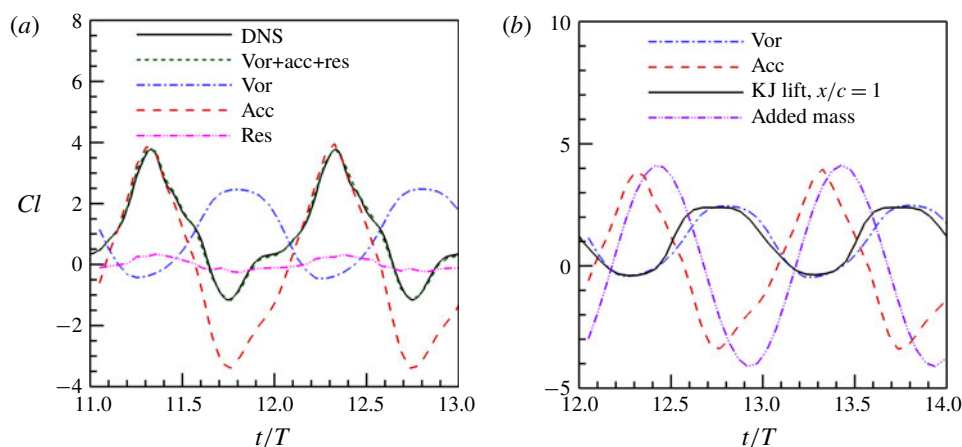 (a)
8
6
4
2
0
−2
−4
Cl
DNS
Vor+acc+res
Vor
Acc
Res
11.0
11.5
12.0
12.5
13.0
t/T
(b)
10
5
0
−5
Vor
Acc
KJ lift, x/c = 1
Added mass
12.0
12.5
13.0
13.5
14.0
t/T